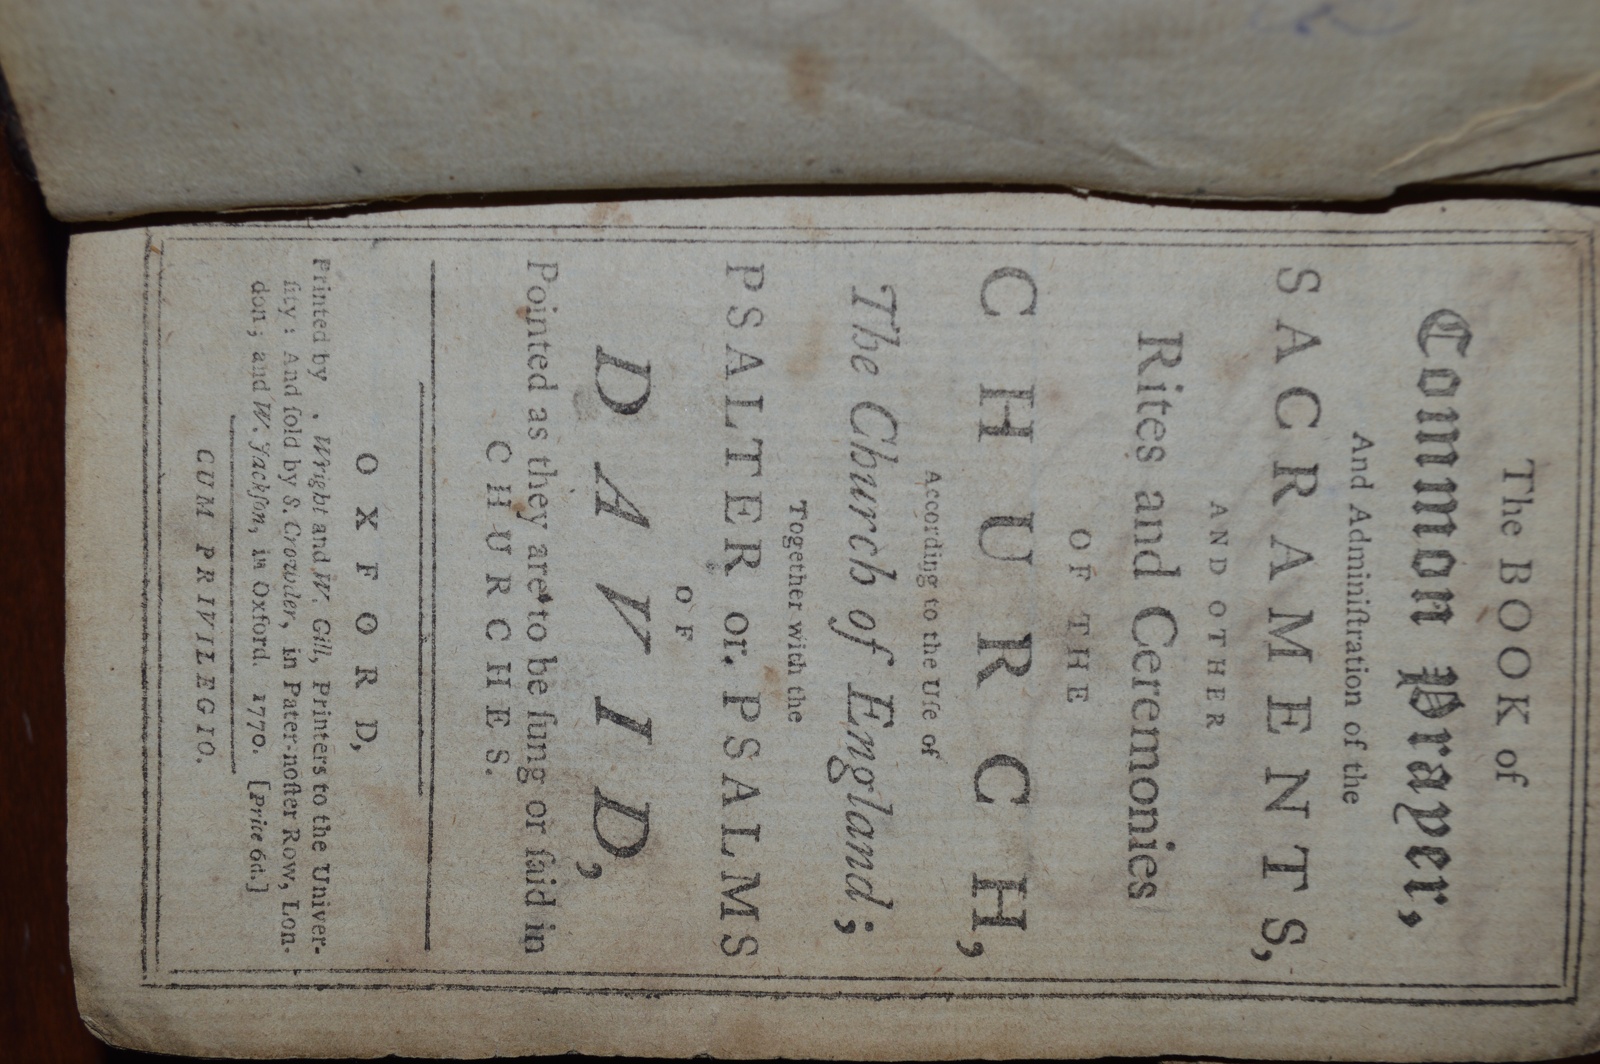 The BOOK of
Common Prayer,
And Adminiſtration of the
SACRAMENTS,
AND OTHER
Rites and Ceremonies
OF THE
CHURCH,
According to the Uſe of
The Church of England;
Together with the
PSALTER or PSALMS
OF
DAVID,
Pointed as they are to be ſung or ſaid in
CHURCHES.
OXFORD,
Printed by . Wright and W. Gill, Printers to the Univer-
ſity: And ſold by S. Crowder, in Pater-noſter Row, Lon-
don; and W. Jackſon, in Oxford. 1770. [Price 6d.]
CUM PRIVILEGIO.